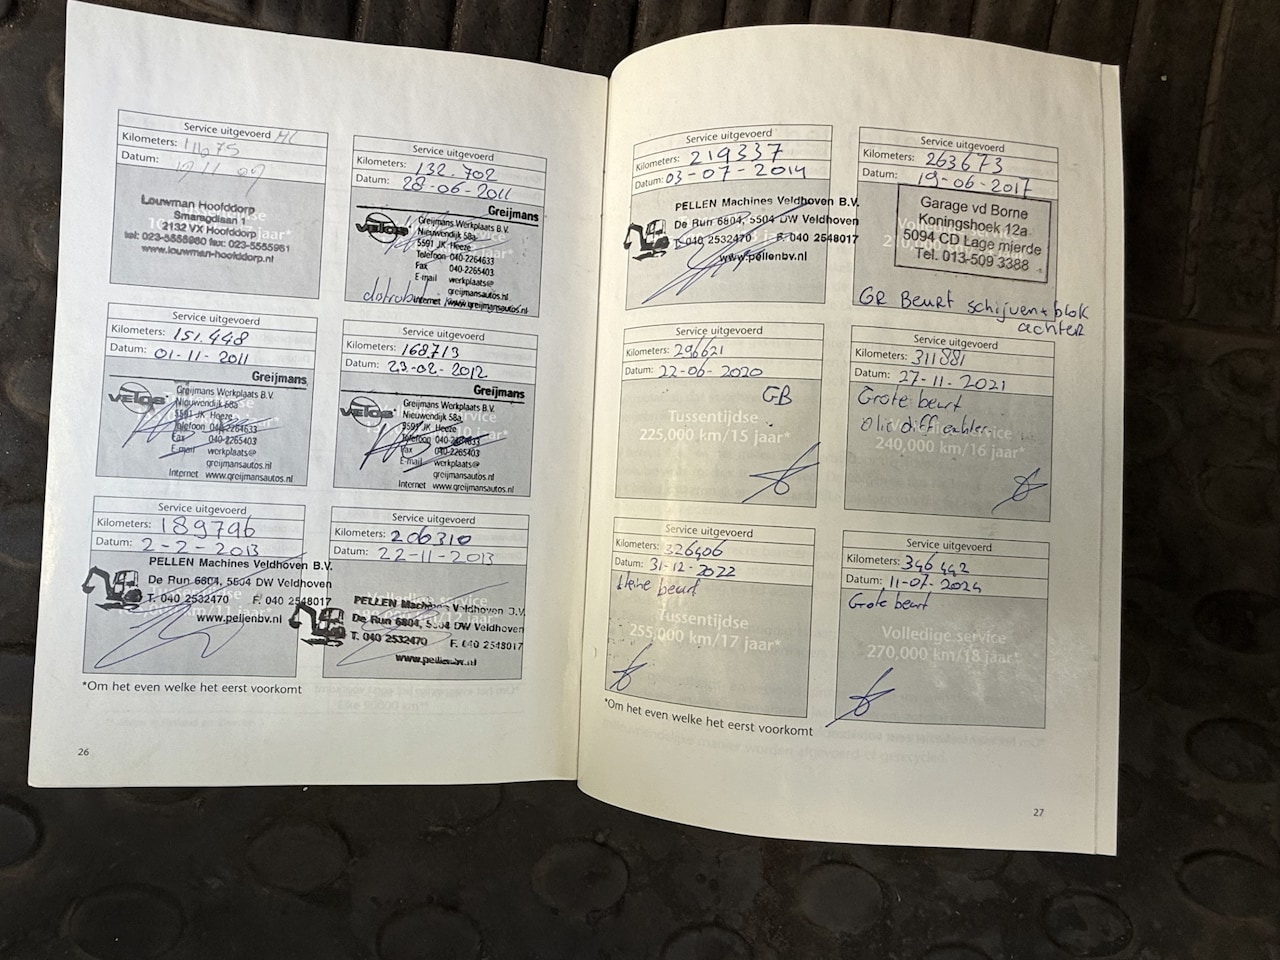 Service uitgevoerd
Kilometers:
Datum:
Louwman Hoofddorp
Smaragdlaan 1
2132 VX Hoofddorp
tel: 023-5555960 fax: 023-5555961
www.louwman-hoofddorp.nl
Service uitgevoerd
Kilometers: 132.702
Datum: 28-06-2011
Greijmans
VELOS
Greijmans Werkplaats B.V.
Nieuwendijk 58a
5591 JK Heeze
Telefoon 040-2264633
Fax 040-2265403
E-mail werkplaats@
greijmansautos.nl
Internet www.greijmansautos.nl
Service uitgevoerd
Kilometers: 151.448
Datum: 01-11-2011
Greijmans
VELOS
Greijmans Werkplaats B.V.
Nieuwendijk 58a
5591 JK Heeze
Telefoon 040-2264633
Fax 040-2265403
E-mail werkplaats@
greijmansautos.nl
Internet www.greijmansautos.nl
Service uitgevoerd
Kilometers: 168713
Datum: 23-02-2012
Greijmans
VELOS
Greijmans Werkplaats B.V.
Nieuwendijk 58a
5591 JK Heeze
Telefoon 040-2264633
Fax 040-2265403
E-mail werkplaats@
greijmansautos.nl
Internet www.greijmansautos.nl
Service uitgevoerd
Kilometers: 189796
Datum: 2-2-2013
PELLEN Machines Veldhoven B.V.
De Run 6804, 5504 DW Veldhoven
T. 040 2532470 F. 040 2548017
www.pellenbv.nl
Service uitgevoerd
Kilometers: 206310
Datum: 22-11-2013
PELLEN Machines Veldhoven B.V.
De Run 6804, 5504 DW Veldhoven
T. 040 2532470 F. 040 2548017
www.pellenbv.nl
*Om het even welke het eerst voorkomt
26
Service uitgevoerd
Kilometers: 219337
Datum: 03-07-2014
PELLEN Machines Veldhoven B.V.
De Run 6804, 5504 DW Veldhoven
T. 040 2532470 F. 040 2548017
www.pellenbv.nl
Service uitgevoerd
Kilometers: 263673
Datum: 19-06-2017
Garage vd Borne
Koningshoek 12a
5094 CD Lage mierde
Tel. 013-509 3388
GR Beurt schijven+blok
achter
Service uitgevoerd
Kilometers: 296621
Datum: 22-06-2020
GB
Tussentijdse
225,000 km/15 jaar*
Service uitgevoerd
Kilometers: 311881
Datum: 27-11-2021
Grote beurt
olie
240,000 km/16 jaar*
Service uitgevoerd
Kilometers: 326406
Datum: 31-12-2022
kleine beurt
Tussentijdse
255,000 km/17 jaar*
Service uitgevoerd
Kilometers: 346442
Datum: 11-07-2024
Grote beurt
Volledige service
270,000 km/18 jaar*
*Om het even welke het eerst voorkomt
27